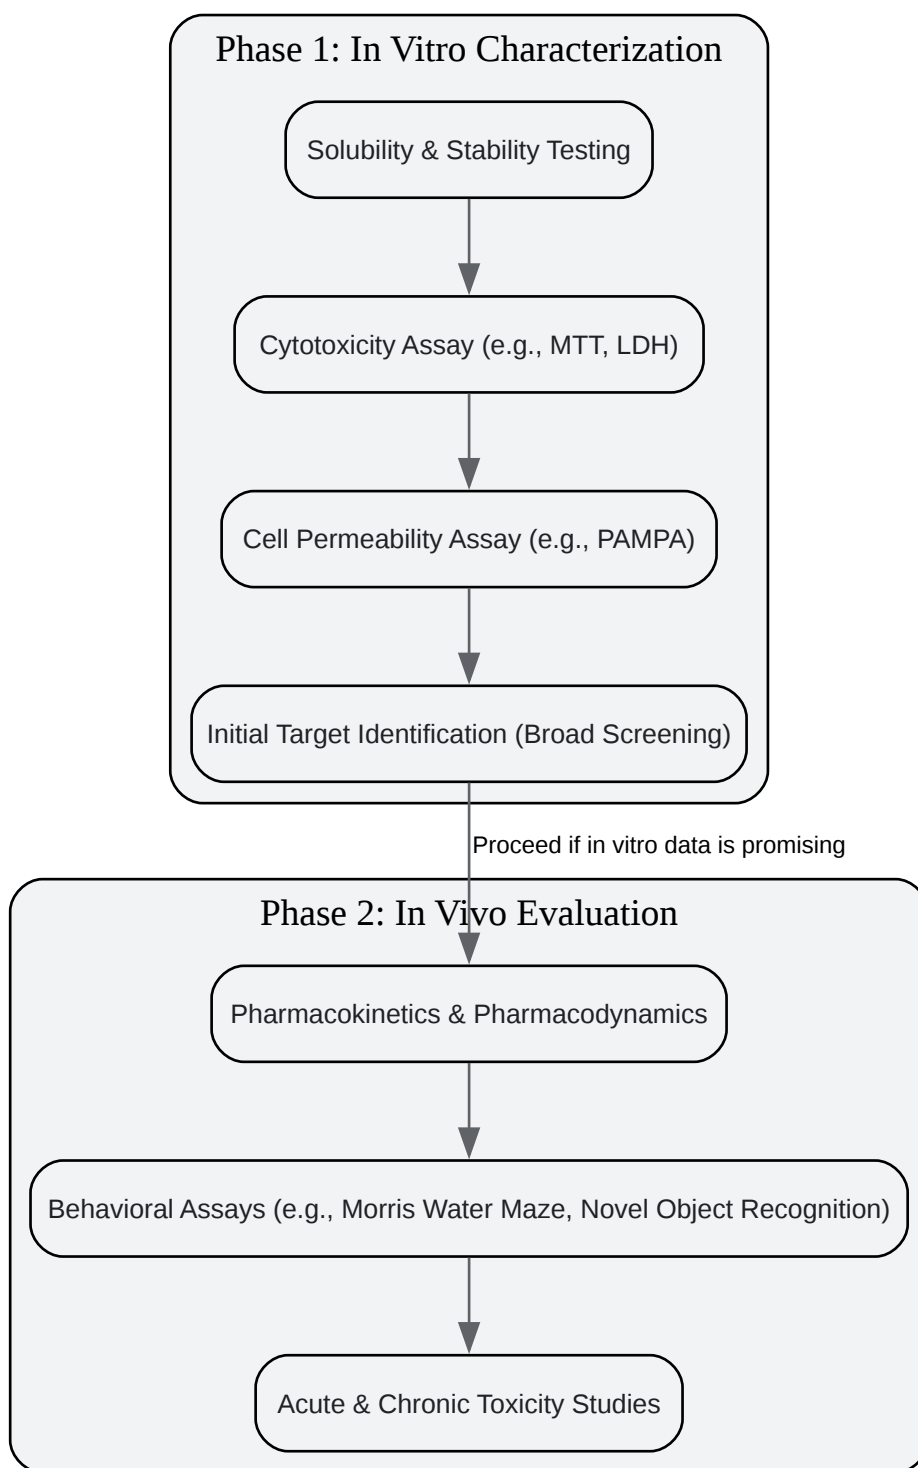 Phase 1: In Vitro Characterization
Solubility & Stability Testing
Cytotoxicity Assay (e.g., MTT, LDH)
Cell Permeability Assay (e.g., PAMPA)
Initial Target Identification (Broad Screening)
Proceed if in vitro data is promising
Phase 2: In Vivo Evaluation
Pharmacokinetics & Pharmacodynamics
Behavioral Assays (e.g., Morris Water Maze, Novel Object Recognition)
Acute & Chronic Toxicity Studies